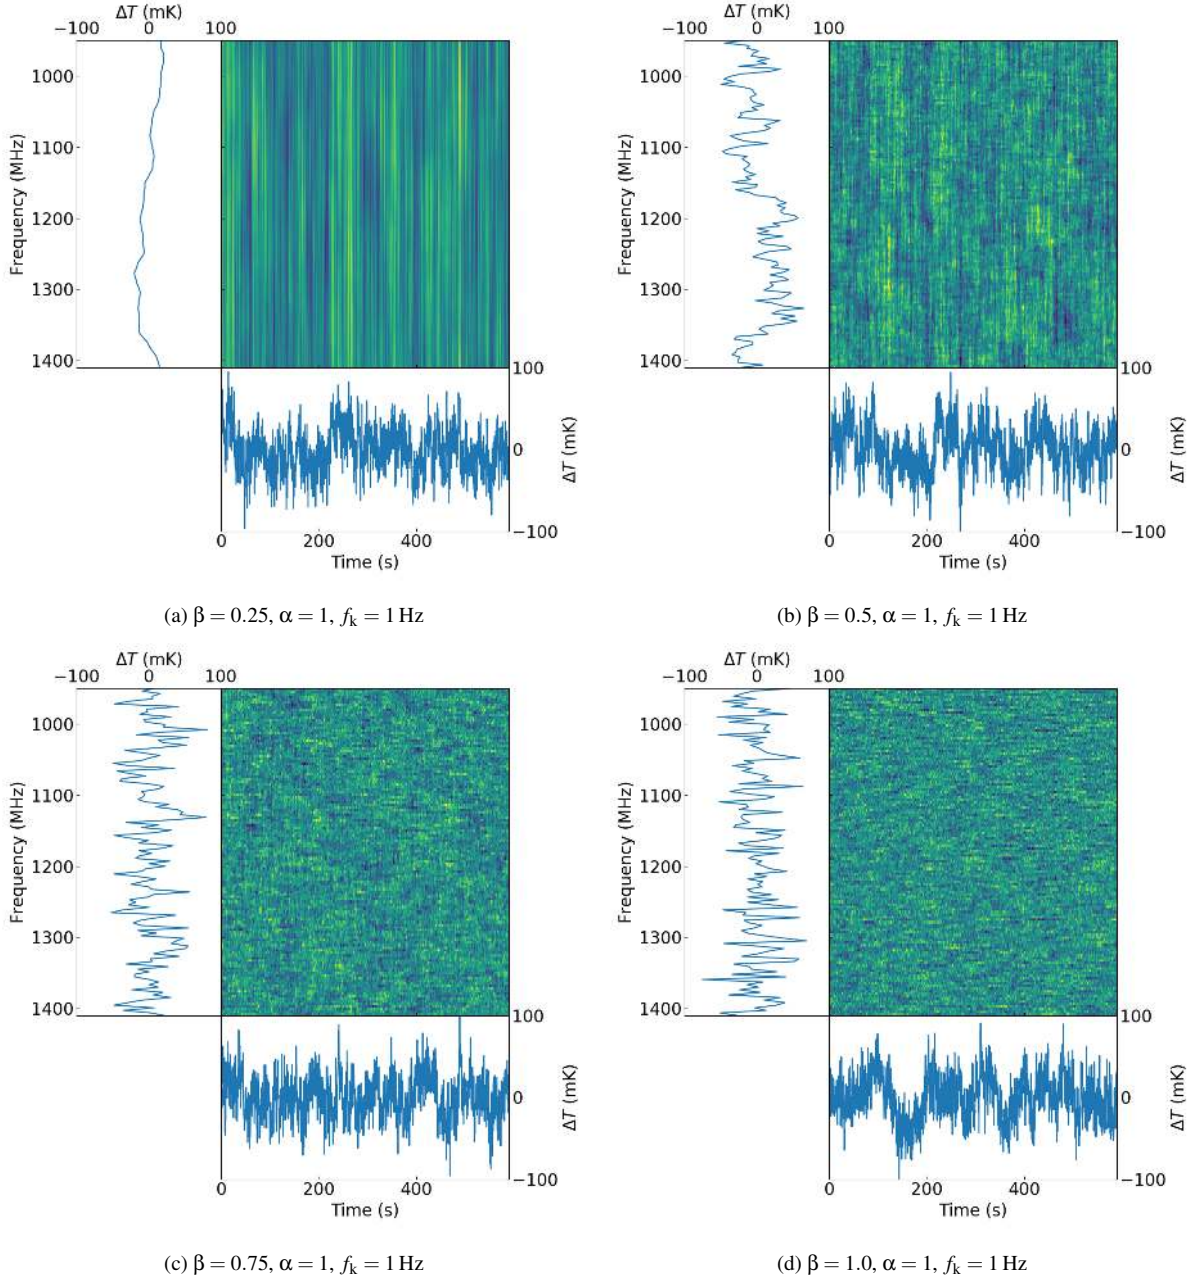 ΔT (mK)
−100 0 100
Frequency (MHz)
1000
1100
1200
1300
1400
100
0
−100
ΔT (mK)
0 200 400
Time (s)
(a) β = 0.25, α = 1, fk = 1 Hz
ΔT (mK)
−100 0 100
Frequency (MHz)
1000
1100
1200
1300
1400
100
0
−100
ΔT (mK)
0 200 400
Time (s)
(b) β = 0.5, α = 1, fk = 1 Hz
ΔT (mK)
−100 0 100
Frequency (MHz)
1000
1100
1200
1300
1400
100
0
−100
ΔT (mK)
0 200 400
Time (s)
(c) β = 0.75, α = 1, fk = 1 Hz
ΔT (mK)
−100 0 100
Frequency (MHz)
1000
1100
1200
1300
1400
100
0
−100
ΔT (mK)
0 200 400
Time (s)
(d) β = 1.0, α = 1, fk = 1 Hz